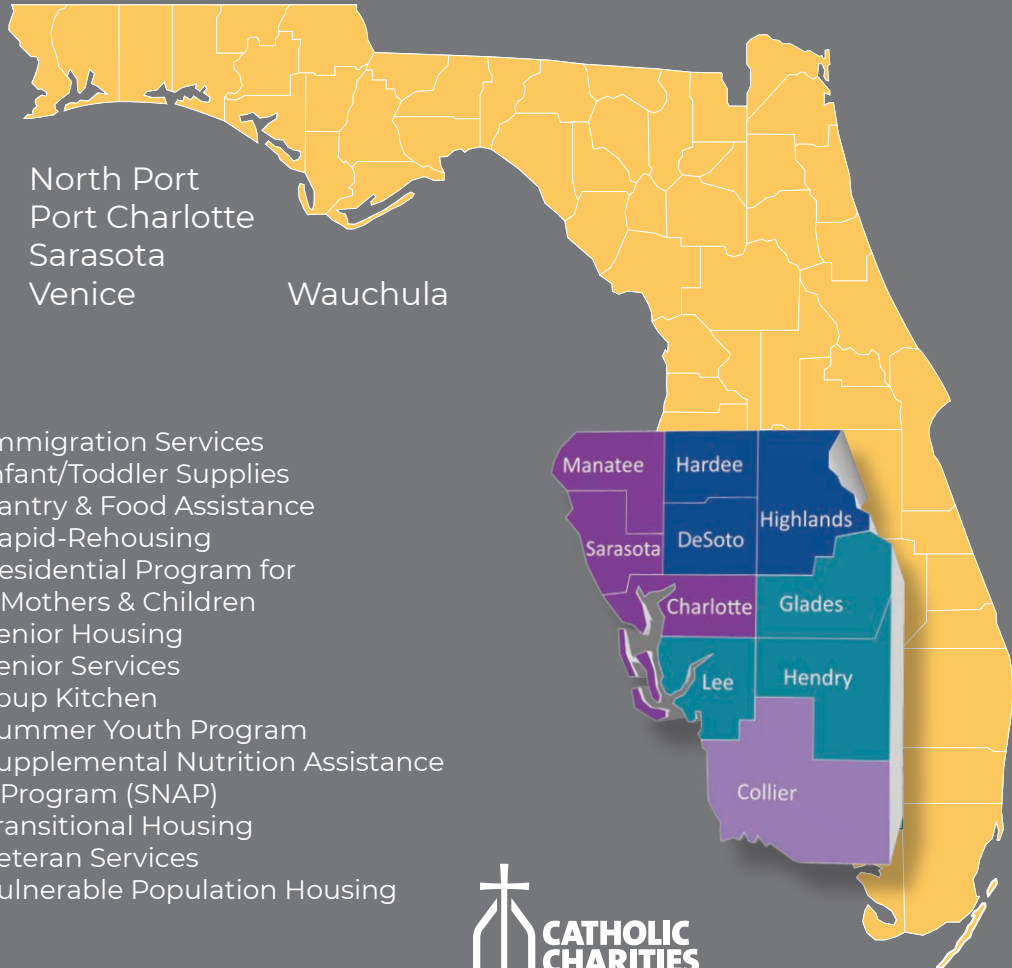 North Port
Port Charlotte
Sarasota
Venice
Wauchula
mmigration Services
nfant/Toddler Supplies
antry & Food Assistance
apid-Rehousing
esidential Program for
Mothers & Children
enior Housing
enior Services
oup Kitchen
ummer Youth Program
upplemental Nutrition Assistance
Program (SNAP)
ransitional Housing
eteran Services
ulnerable Population Housing
Manatee
Hardee
Highlands
Sarasota
DeSoto
Charlotte
Glades
Lee
Hendry
Collier
CATHOLIC
CHARITIES